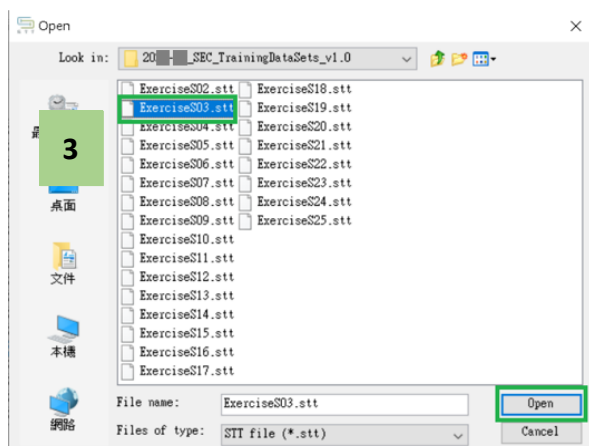 Open
Look in: 20 - _SEC_TrainingDataSets_v1.0
ExerciseS02.stt
ExerciseS03.stt
ExerciseS04.stt
ExerciseS05.stt
ExerciseS06.stt
ExerciseS07.stt
ExerciseS08.stt
ExerciseS09.stt
ExerciseS10.stt
ExerciseS11.stt
ExerciseS12.stt
ExerciseS13.stt
ExerciseS14.stt
ExerciseS15.stt
ExerciseS16.stt
ExerciseS17.stt
ExerciseS18.stt
ExerciseS19.stt
ExerciseS20.stt
ExerciseS21.stt
ExerciseS22.stt
ExerciseS23.stt
ExerciseS24.stt
ExerciseS25.stt
3
桌面
文件
本機
網路
File name: ExerciseS03.stt
Open
Files of type: STT file (*.stt)
Cancel